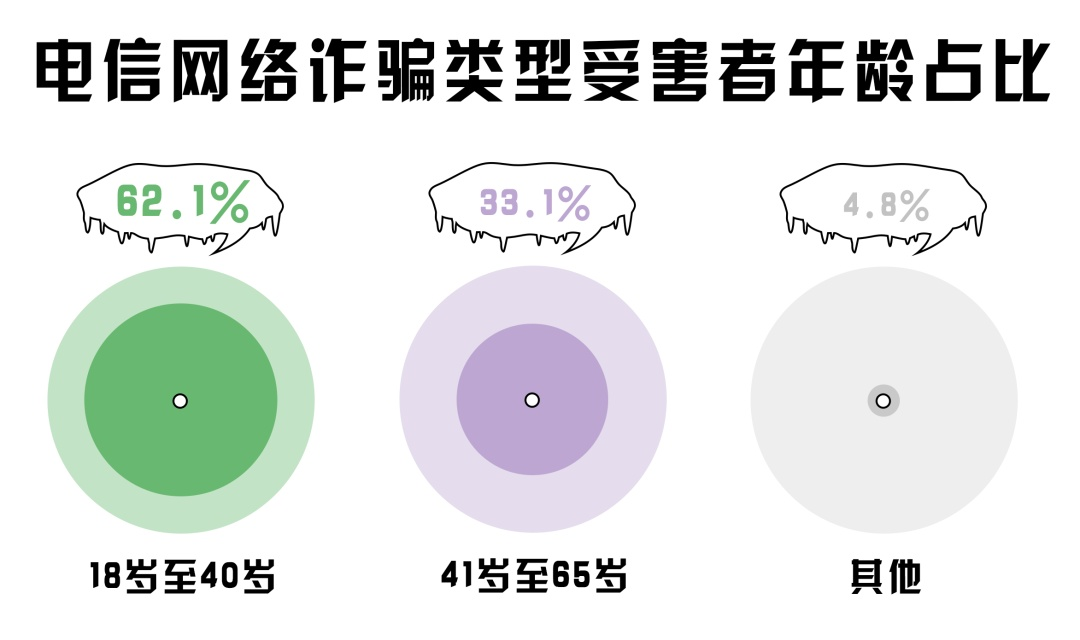 电信网络诈骗类型受害者年龄占比
62.1%
33.1%
4.8%
18岁至40岁
41岁至65岁
其他